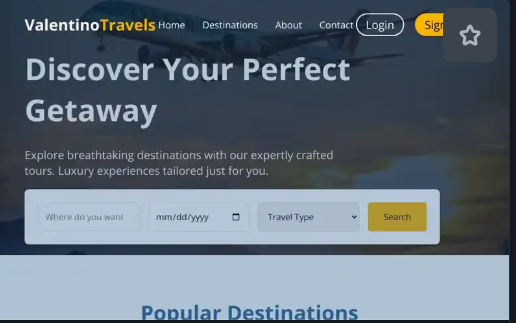 ValentinoTravels Home Destinations About Contact Login
Discover Your Perfect
Getaway
Explore breathtaking destinations with our expertly crafted
tours. Luxury experiences tailored just for you.
Where do you want mm/dd/yyyy Travel Type Search
Popular Destinations